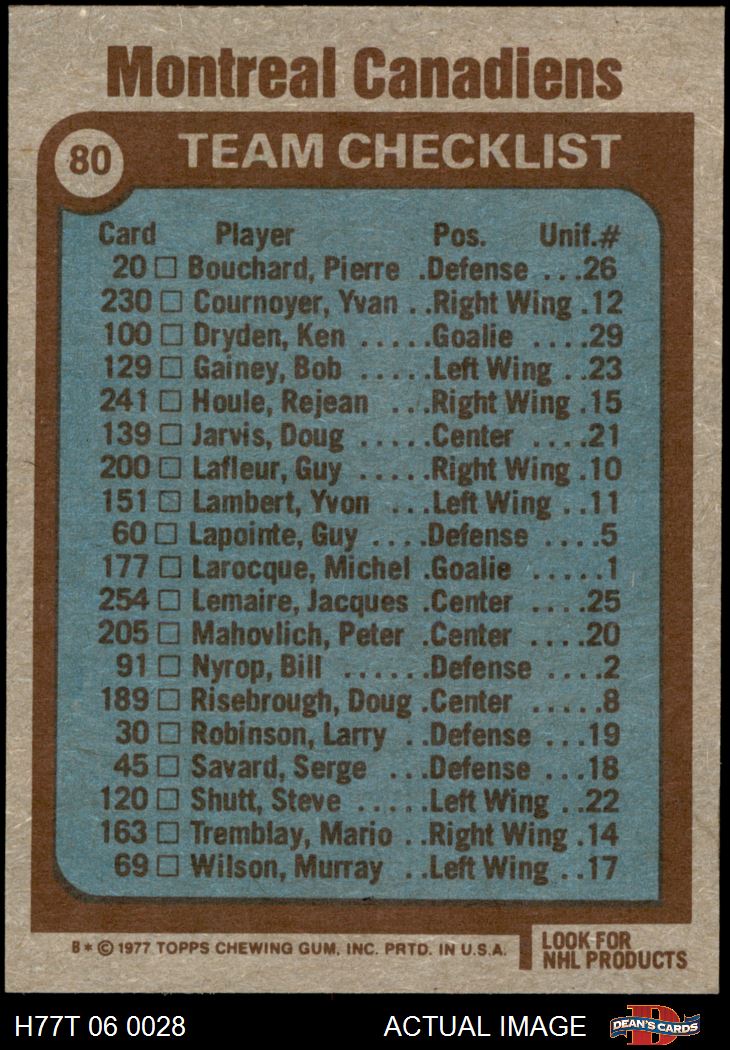 Montreal Canadiens
80 TEAM CHECKLIST
Card Player Pos. Unif.#
20 □ Bouchard, Pierre .Defense ...26
230 □ Cournoyer, Yvan ..Right Wing .12
100 □ Dryden, Ken .....Goalie ....29
129 □ Gainey, Bob .....Left Wing ..23
241 □ Houle, Rejean ...Right Wing .15
139 □ Jarvis, Doug .....Center ....21
200 □ Lafleur, Guy .....Right Wing .10
151 □ Lambert, Yvon ...Left Wing ..11
60 □ Lapointe, Guy ....Defense ....5
177 □ Larocque, Michel .Goalie .....1
254 □ Lemaire, Jacques .Center ....25
205 □ Mahovlich, Peter .Center ....20
91 □ Nyrop, Bill ......Defense ....2
189 □ Risebrough, Doug .Center .....8
30 □ Robinson, Larry ..Defense ...19
45 □ Savard, Serge ...Defense ...18
120 □ Shutt, Steve .....Left Wing ..22
163 □ Tremblay, Mario ..Right Wing .14
69 □ Wilson, Murray ..Left Wing ..17
B * © 1977 TOPPS CHEWING GUM, INC. PRTD. IN U.S.A.
LOOK FOR
NHL PRODUCTS
H77T 06 0028 ACTUAL IMAGE D DEAN'S CARDS